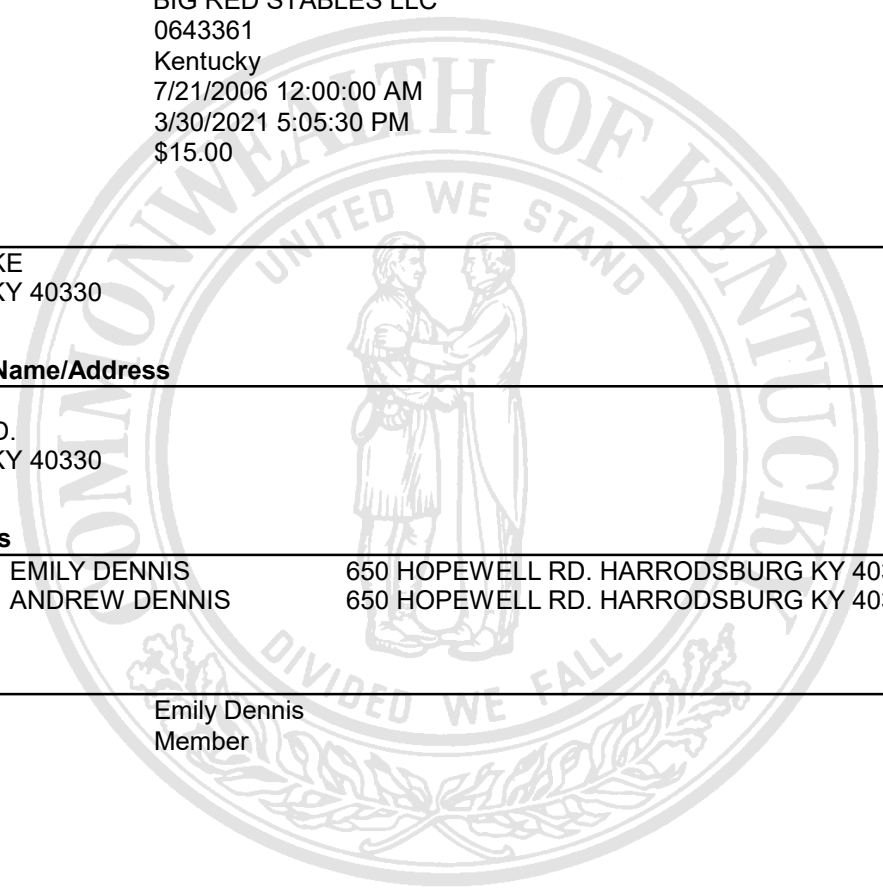 BIG RED STABLES LLC
0643361
Kentucky
7/21/2006 12:00:00 AM
3/30/2021 5:05:30 PM
$15.00
KE
KY 40330
Name/Address
D.
KY 40330
s
EMILY DENNIS 650 HOPEWELL RD. HARRODSBURG KY 403
ANDREW DENNIS 650 HOPEWELL RD. HARRODSBURG KY 403
Emily Dennis
Member
COMMONWEALTH OF KENTUCKY
UNITED WE STAND
DIVIDED WE FALL